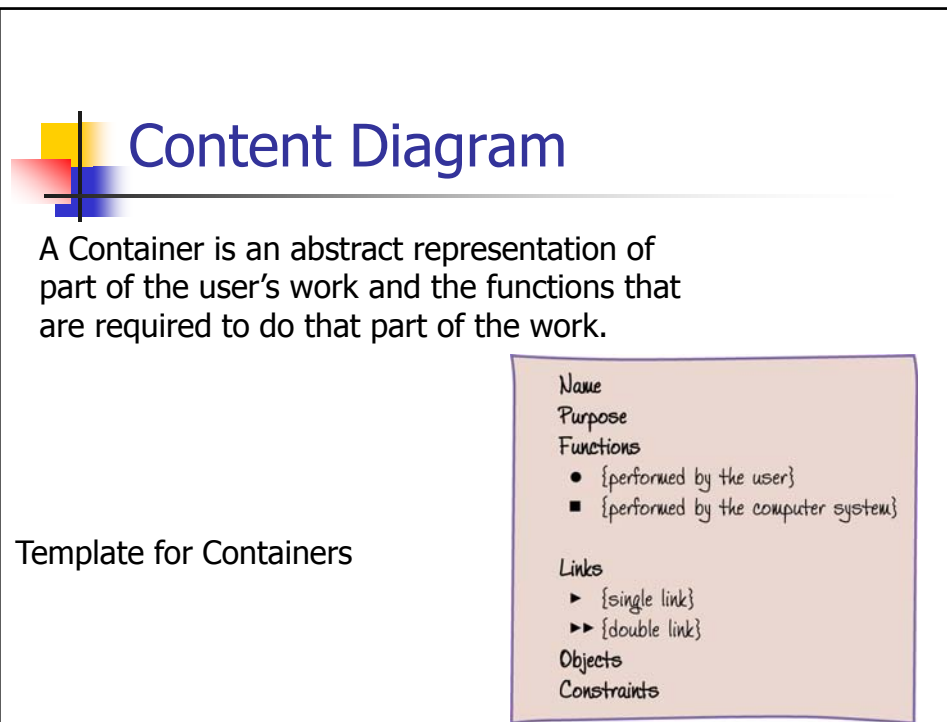 Content Diagram
A Container is an abstract representation of
part of the user’s work and the functions that
are required to do that part of the work.
Template for Containers
Name
Purpose
Functions
● {performed by the user}
■ {performed by the computer system}
Links
► {single link}
►► {double link}
Objects
Constraints